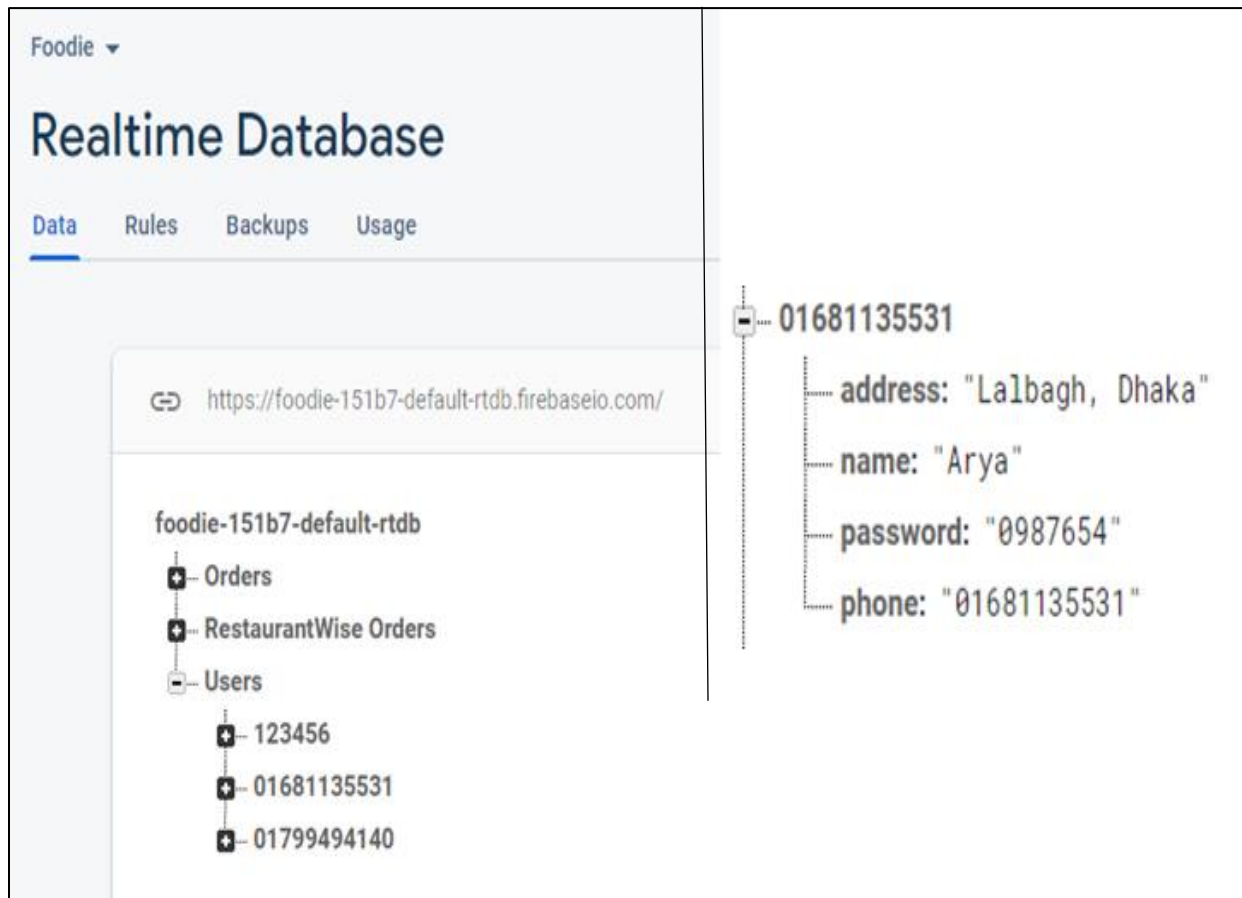 Foodie
Realtime Database
Data Rules Backups Usage
https://foodie-151b7-default-rtdb.firebaseio.com/
foodie-151b7-default-rtdb
Orders
RestaurantWise Orders
Users
123456
01681135531
01799494140
01681135531
address: "Lalbagh, Dhaka"
name: "Arya"
password: "0987654"
phone: "01681135531"